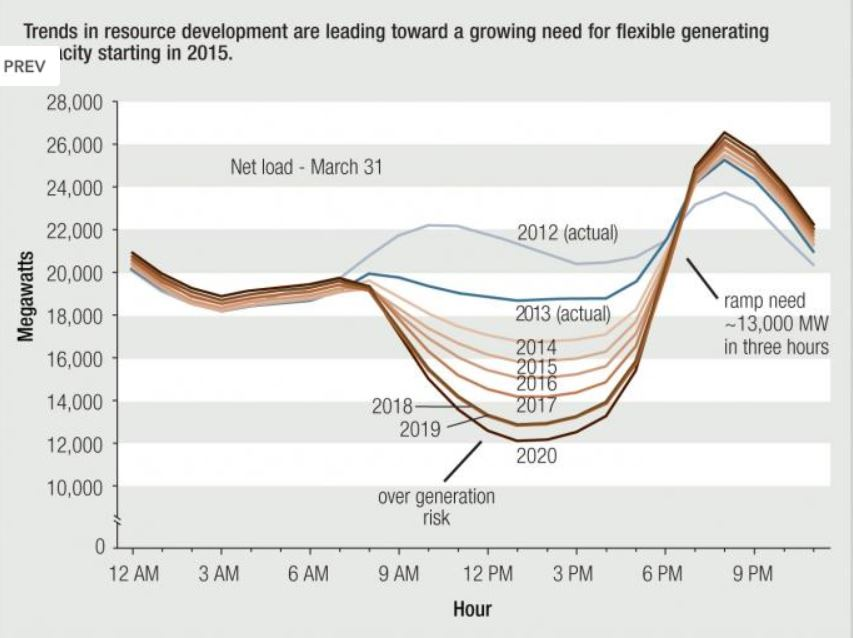 Trends in resource development are leading toward a growing need for flexible generating
acity starting in 2015.
PREV
28,000
26,000
24,000
22,000
20,000
18,000
16,000
14,000
12,000
10,000
0
Megawatts
Net load - March 31
2012 (actual)
2013 (actual)
2014
2015
2016
2017
2018
2019
2020
ramp need
~13,000 MW
in three hours
over generation
risk
12 AM 3 AM 6 AM 9 AM 12 PM 3 PM 6 PM 9 PM
Hour